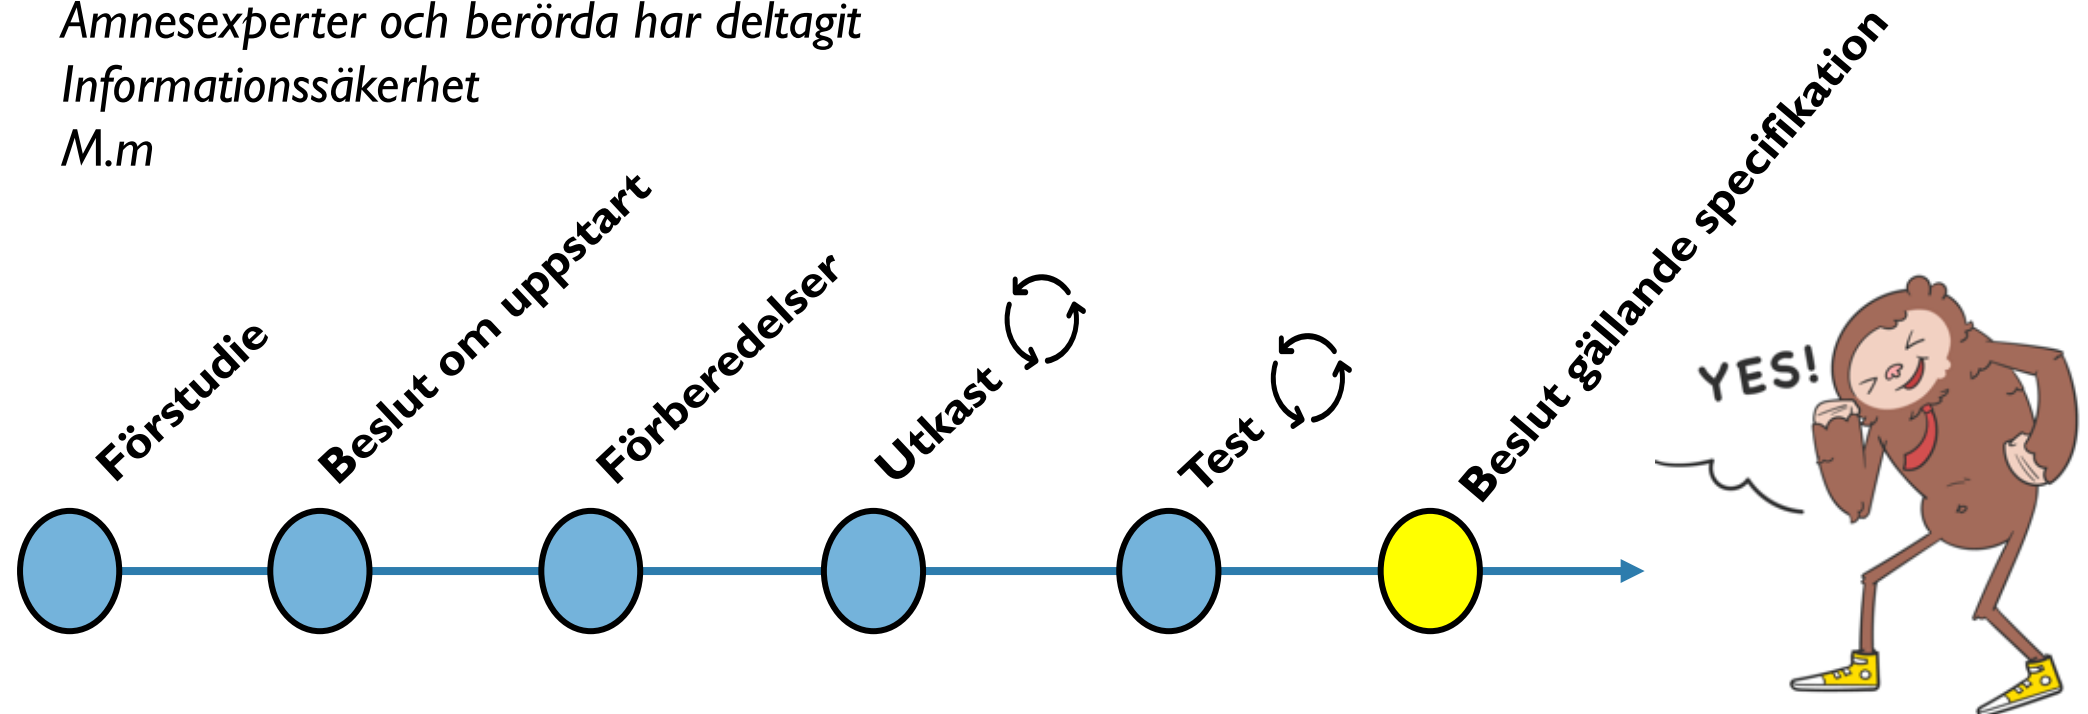 Ämnesexperter och berörda har deltagit
Informationssäkerhet
M.m
Förstudie
Beslut om uppstart
Förberedelser
Utkast
Test
Beslut gällande specifikation
YES!